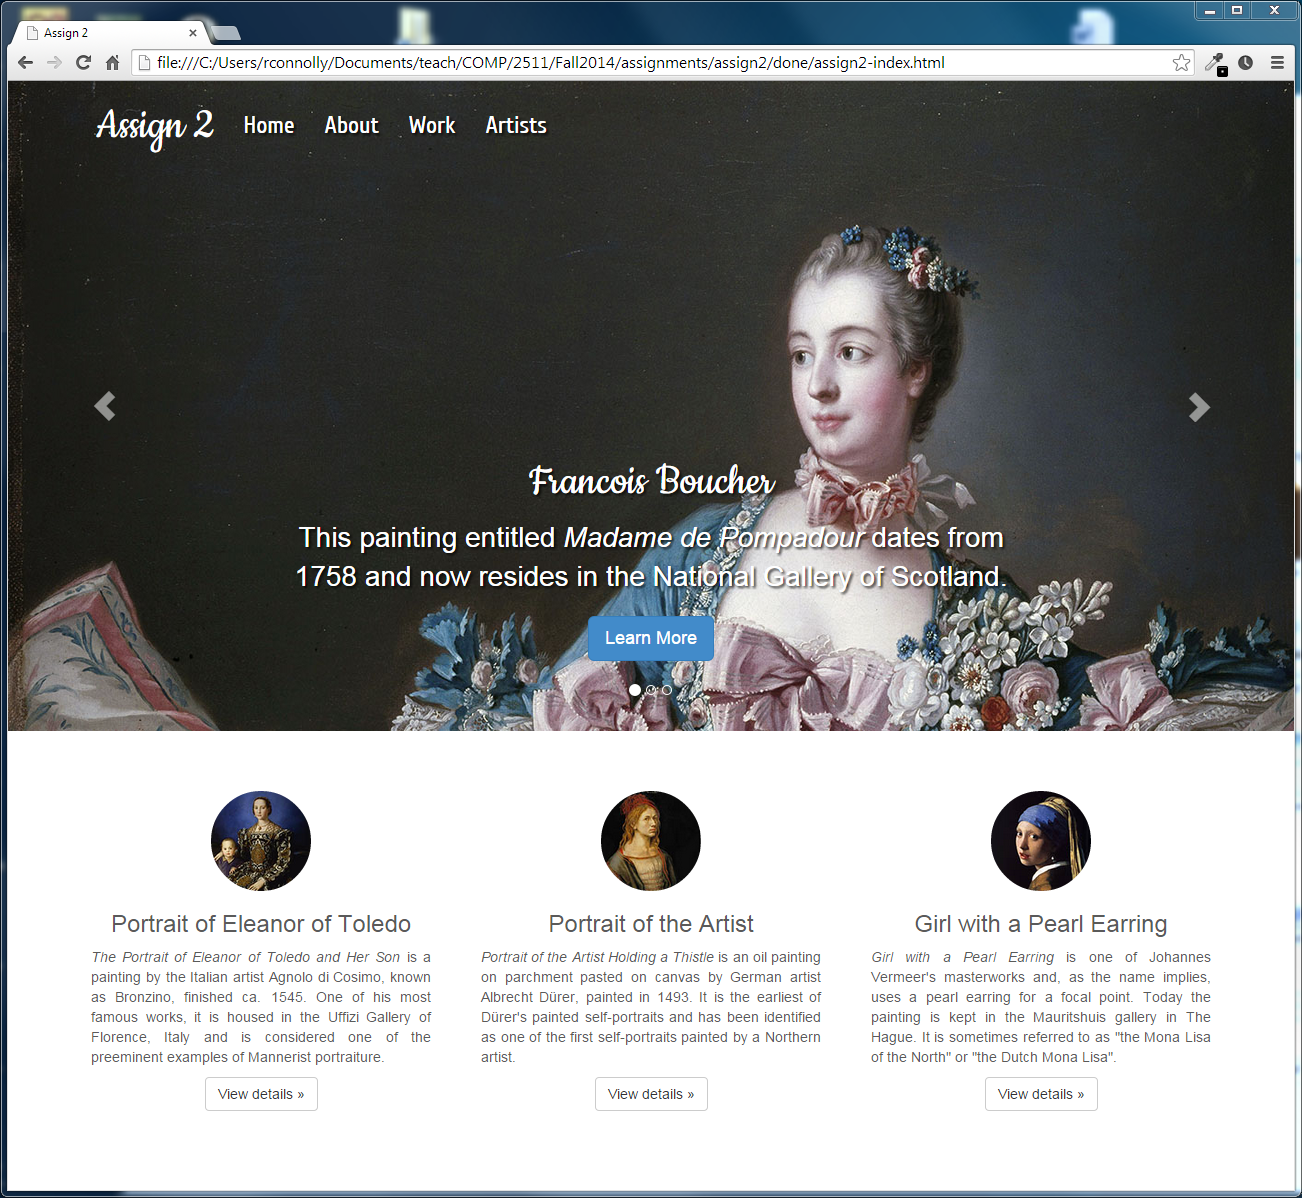 Assign 2
file:///C:/Users/rconnolly/Documents/teach/COMP/2511/Fall2014/assignments/assign2/done/assign2-index.html
Assign 2 Home About Work Artists
Francois Boucher
This painting entitled Madame de Pompadour dates from
1758 and now resides in the National Gallery of Scotland.
Learn More
Portrait of Eleanor of Toledo
The Portrait of Eleanor of Toledo and Her Son is a
painting by the Italian artist Agnolo di Cosimo, known
as Bronzino, finished ca. 1545. One of his most
famous works, it is housed in the Uffizi Gallery of
Florence, Italy and is considered one of the
preeminent examples of Mannerist portraiture.
View details »
Portrait of the Artist
Portrait of the Artist Holding a Thistle is an oil painting
on parchment pasted on canvas by German artist
Albrecht Dürer, painted in 1493. It is the earliest of
Dürer's painted self-portraits and has been identified
as one of the first self-portraits painted by a Northern
artist.
View details »
Girl with a Pearl Earring
Girl with a Pearl Earring is one of Johannes
Vermeer's masterworks and, as the name implies,
uses a pearl earring for a focal point. Today the
painting is kept in the Mauritshuis gallery in The
Hague. It is sometimes referred to as "the Mona Lisa
of the North" or "the Dutch Mona Lisa".
View details »